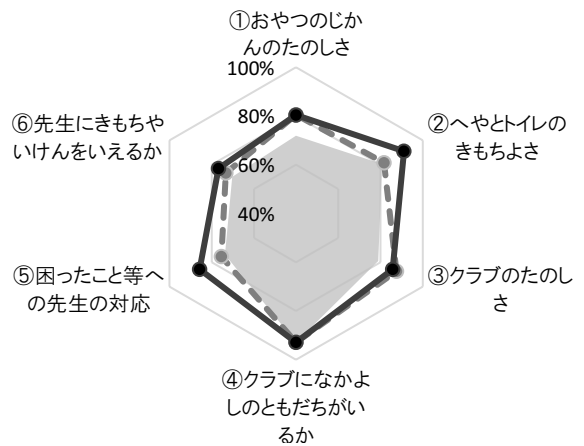 ①おやつのじか
んのたのしさ
100%
80%
60%
40%
②へやとトイレの
きもちよさ
③クラブのたのし
さ
④クラブになかよ
しのともだちがい
るか
⑤困ったこと等へ
の先生の対応
⑥先生にきもちや
いけんをいえるか